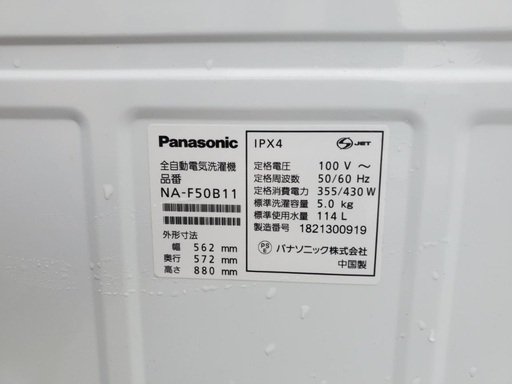 Panasonic
全自動電気洗濯機
品番
NA-F50B11
外形寸法
幅 562 mm
奥行 572 mm
高さ 880 mm
IPX4
JET
定格電圧 100 V ～
定格周波数 50/60 Hz
定格消費電力 355/430 W
標準洗濯容量 5.0 kg
標準使用水量 114 L
製造番号 1821300919
PS E パナソニック株式会社
中国製